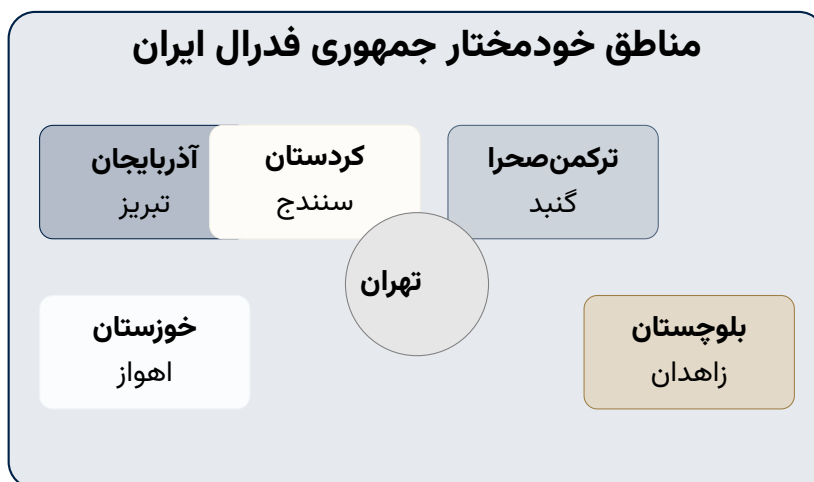 مناطق خودمختار جمهوری فدرال ایران
ترکمن‌صحرا
گنبد
کردستان
سنندج
آذربایجان
تبریز
تهران
بلوچستان
زاهدان
خوزستان
اهواز